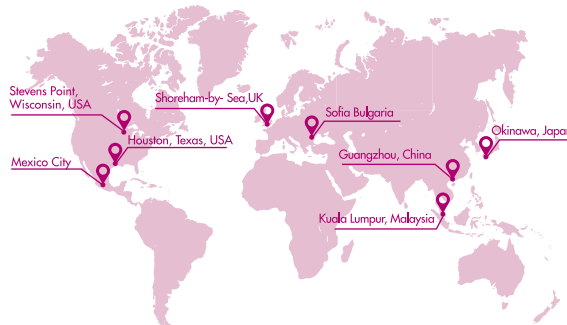 Stevens Point,
Wisconsin, USA
Shoreham-by- Sea,UK
Sofia Bulgaria
Houston, Texas, USA
Okinawa, Japa
Mexico City
Guangzhou, China
Kuala Lumpur, Malaysia